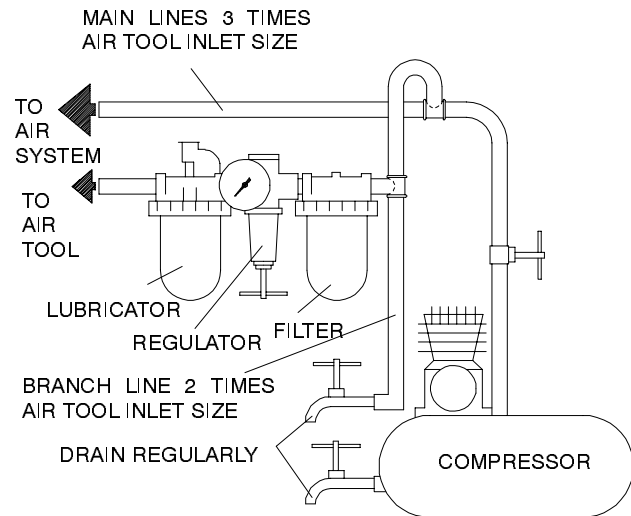 MAIN LINES 3 TIMES
AIR TOOL INLET SIZE
TO
AIR
SYSTEM
TO
AIR
TOOL
LUBRICATOR
REGULATOR
FILTER
BRANCH LINE 2 TIMES
AIR TOOL INLET SIZE
DRAIN REGULARLY
COMPRESSOR